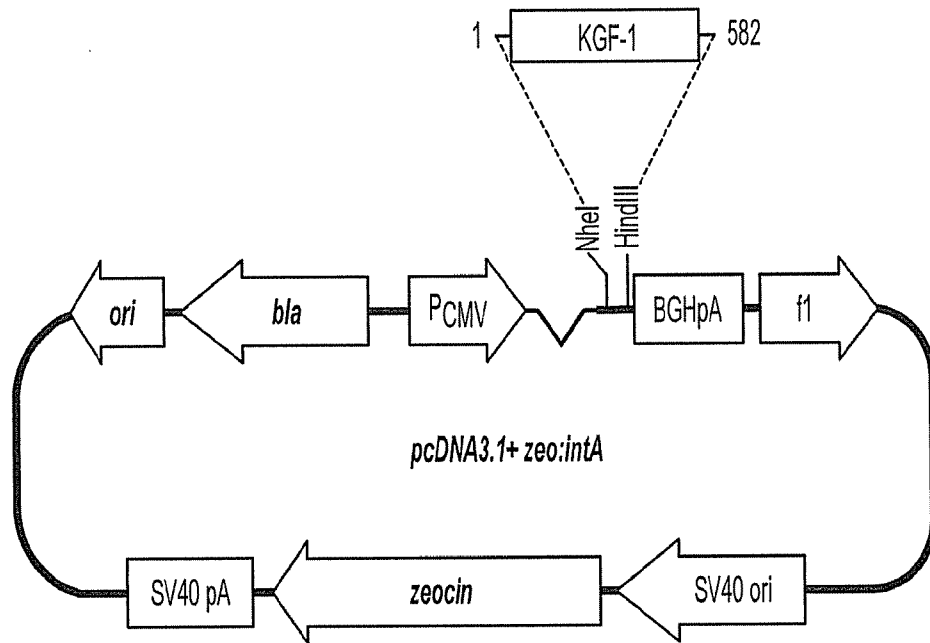 1 KGF-1 582
NheI
HindIII
ori bla PCMV BGHpA f1
pcDNA3.1+ zeo:intA
SV40 pA zeocin SV40 ori